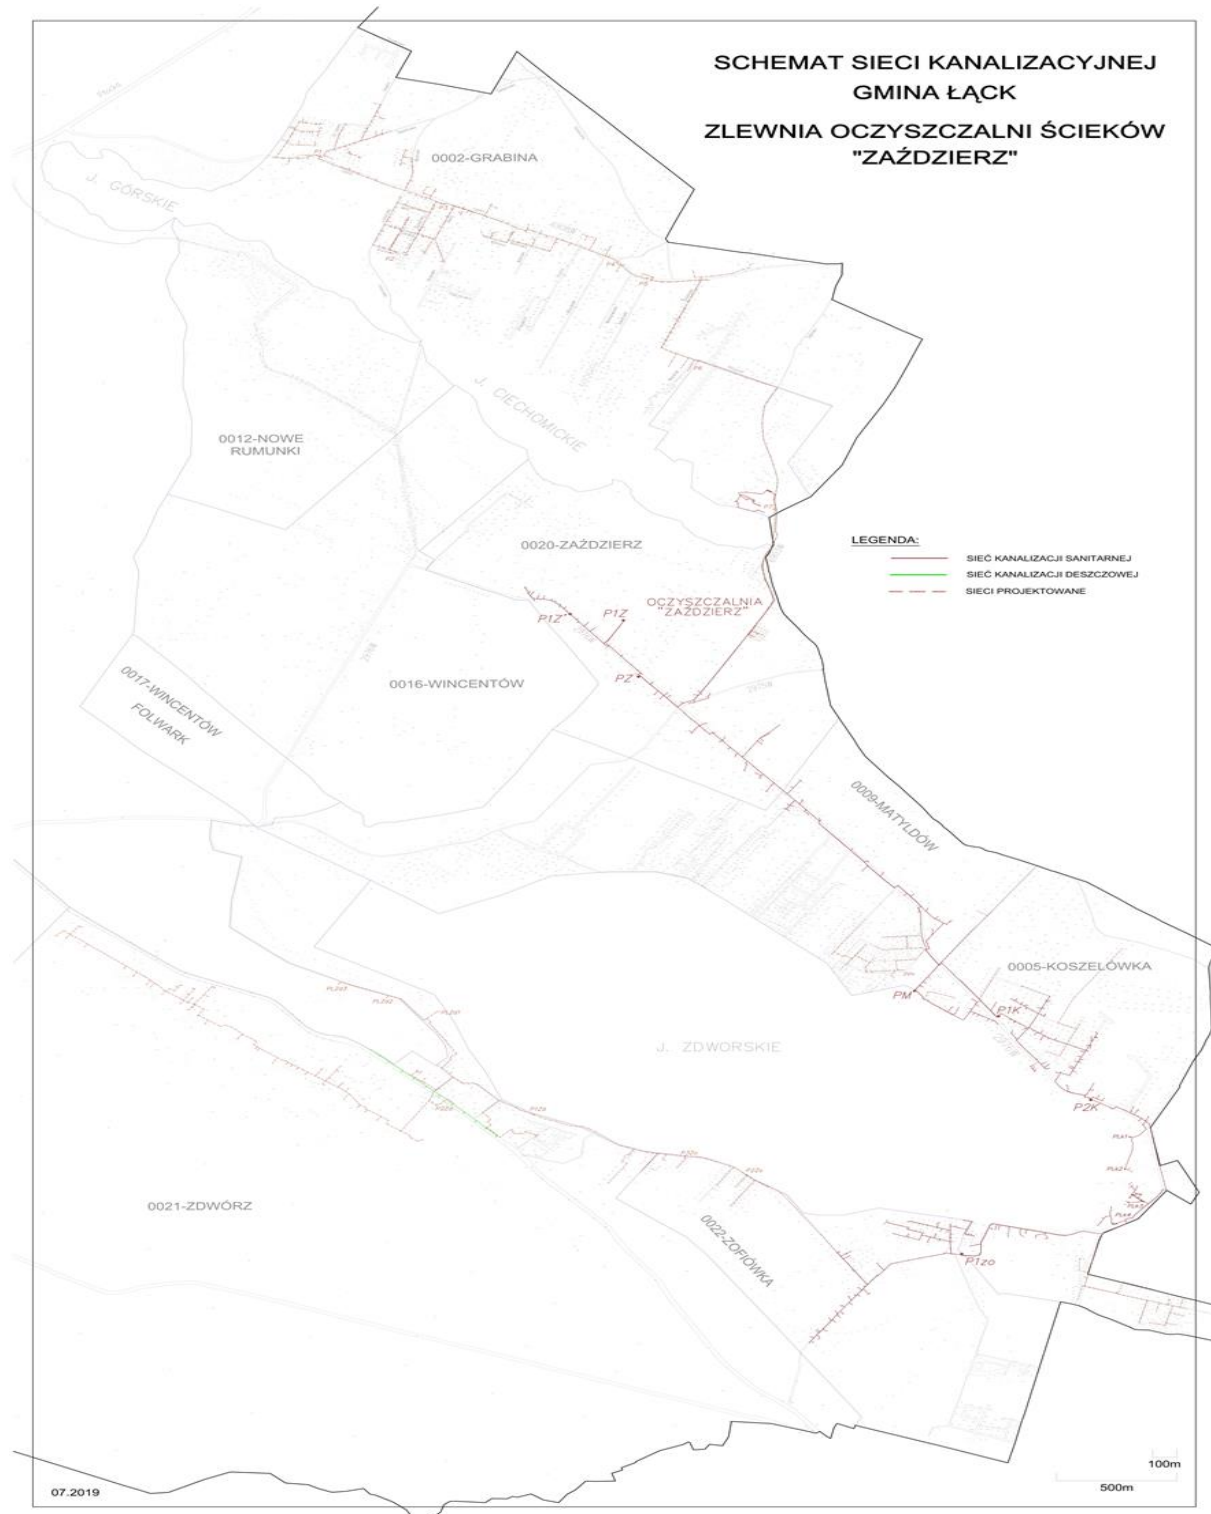 SCHEMAT SIECI KANALIZACYJNEJ
GMINA ŁĄCK
ZLEWNIA OCZYSZCZALNI ŚCIEKÓW
"ZAŹDZIERZ"
0002-GRABINA
J. GÓRSKIE
J. CIECHOMICKIE
0012-NOWE
RUMUNKI
0020-ZAŹDZIERZ
LEGENDA:
SIEĆ KANALIZACJI SANITARNEJ
SIEĆ KANALIZACJI DESZCZOWEJ
SIECI PROJEKTOWANE
OCZYSZCZALNIA
"ZAŹDZIERZ"
P1Z'
P1Z
PZ
0016-WINCENTÓW
0017-WINCENTÓW
FOLWARK
0009-MATYLDÓW
0005-KOSZELÓWKA
PM
P1K
J. ZDWORSKIE
P2K
0021-ZDWÓRZ
0022-ZOFIÓWKA
P1zo
100m
500m
07.2019